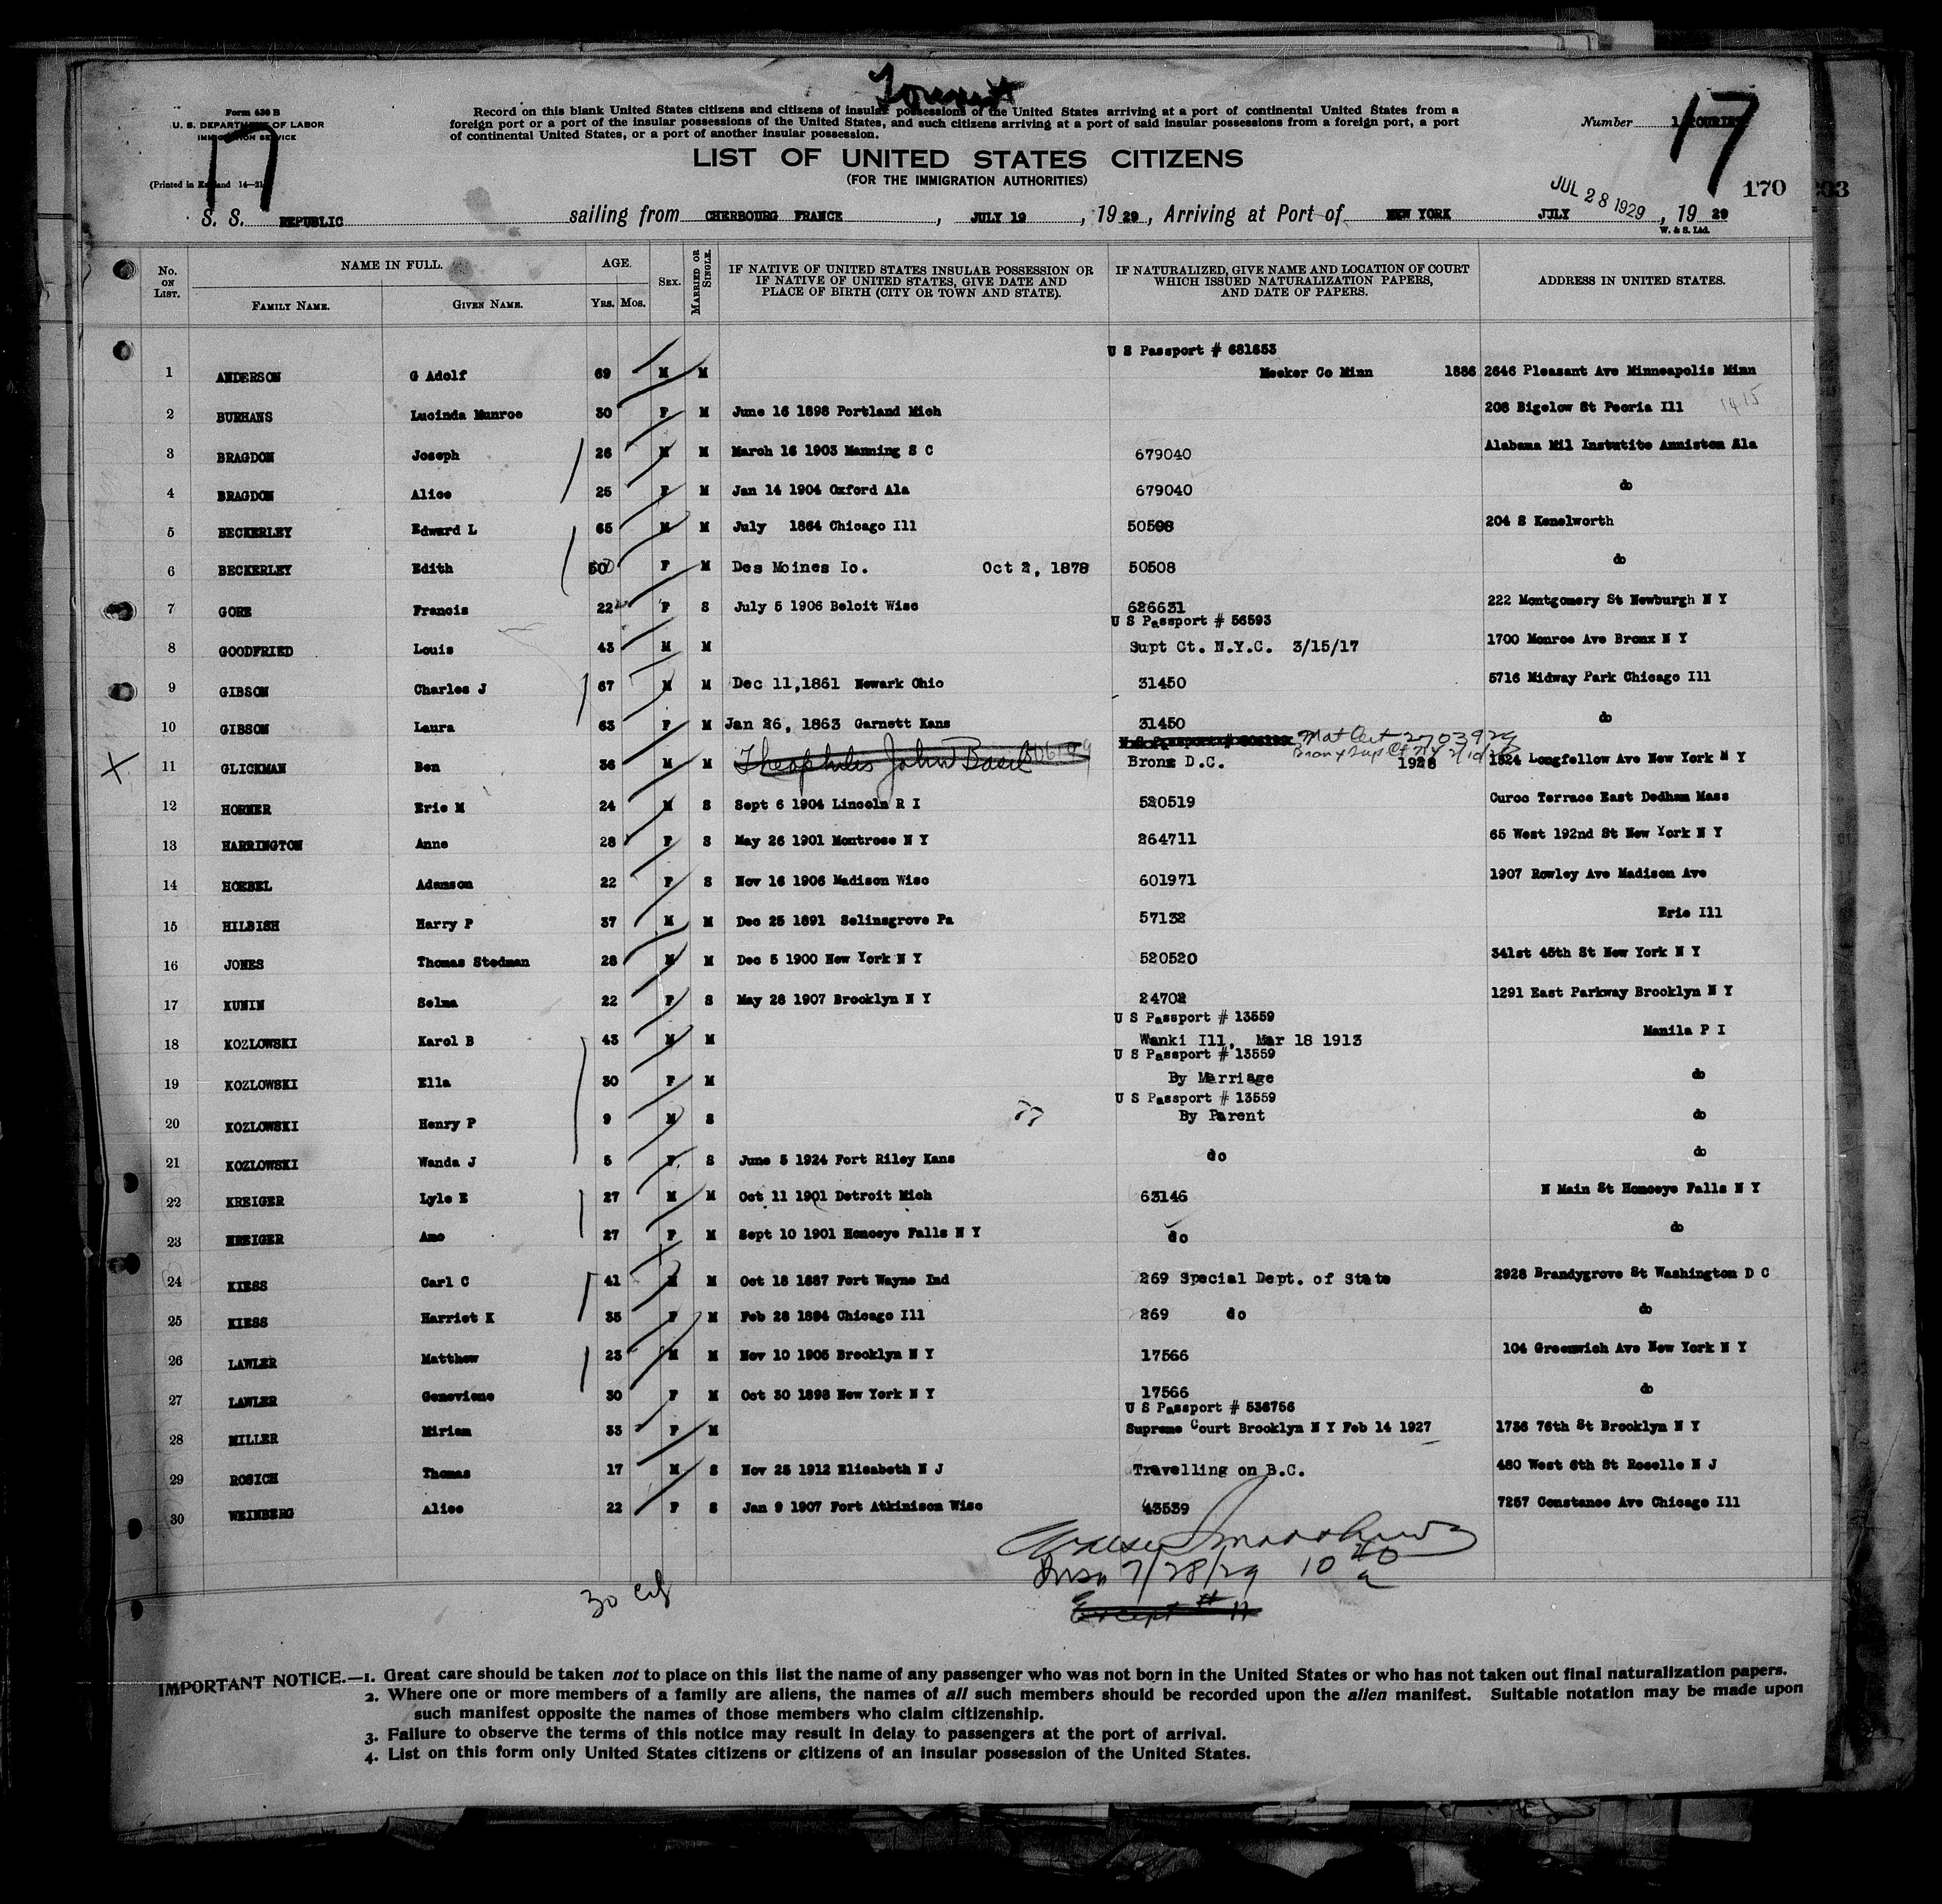 Tourist
Form 630 B
U. S. DEPARTMENT OF LABOR
IMMIGRATION SERVICE
(Printed in England 14—21
17
Record on this blank United States citizens and citizens of insular possessions of the United States arriving at a port of continental United States from a
foreign port or a port of the insular possessions of the United States, and such citizens arriving at a port of said insular possessions from a foreign port, a port
of continental United States, or a port of another insular possession.
Number 1
17
LIST OF UNITED STATES CITIZENS
(FOR THE IMMIGRATION AUTHORITIES)
JUL 28 1929
170
S. S. REPUBLIC sailing from CHERBOURG FRANCE, JULY 19, 1929, Arriving at Port of NEW YORK JULY, 1929
W. & S. Ltd.
No. ON LIST. NAME IN FULL. FAMILY NAME. GIVEN NAME. AGE. YRS. MOS. SEX. MARRIED OR SINGLE. IF NATIVE OF UNITED STATES INSULAR POSSESSION OR IF NATIVE OF UNITED STATES, GIVE DATE AND PLACE OF BIRTH (CITY OR TOWN AND STATE). IF NATURALIZED, GIVE NAME AND LOCATION OF COURT WHICH ISSUED NATURALIZATION PAPERS, AND DATE OF PAPERS. ADDRESS IN UNITED STATES.
U S Passport # 681653
1 ANDERSON G Adolf 69 M M Meeker Co Minn 1886 2646 Pleasant Ave Minneapolis Minn
2 BURHANS Lucinda Munroe 30 F M June 16 1898 Portland Mich 208 Bigelow St Peoria Ill
3 BRAGDON Joseph 26 M M March 16 1903 Manning S C 679040 Alabama Mil Instutite Anniston Ala
4 BRAGDON Alice 25 F M Jan 14 1904 Oxford Ala 679040 do
5 BECKERLEY Edward L 65 M M July 1864 Chicago Ill 50508 204 S Kenelworth
6 BECKERLEY Edith 50 F M Des Moines Io. Oct 2, 1878 50508 do
7 GORE Francis 22 F S July 5 1906 Beloit Wisc 626631 222 Montgomery St Newburgh N Y
U S Passport # 56593
8 GOODFRIED Louis 43 M M Supt Ct. N.Y.C. 3/15/17 1700 Monroe Ave Bronx N Y
9 GIBSON Charles J 67 M M Dec 11,1861 Newark Ohio 31450 5716 Midway Park Chicago Ill
10 GIBSON Laura 63 F M Jan 26, 1863 Garnett Kans 31450 do
Nat Cert 2703929
11 GLICKMAN Ben 36 M M Theophilis John Basil Bronx D.C. Bronx Sup Ct NY 1928 1524 Longfellow Ave New York N Y
12 HORNER Eric M 24 M S Sept 6 1904 Lincoln R I 520519 Curoc Terrace East Dedham Mass
13 HARRINGTON Anne 28 F S May 26 1901 Montrose N Y 264711 65 West 192nd St New York N Y
14 HOEBEL Adamson 22 F S Nov 16 1906 Madison Wisc 601971 1907 Rowley Ave Madison Ave
15 HILBISH Harry P 37 M M Dec 25 1891 Selinsgrove Pa 57132 Erie Ill
16 JONES Thomas Stedman 28 M M Dec 5 1900 New York N Y 520520 341st 45th St New York N Y
17 KUNIN Selma 22 F S May 28 1907 Brooklyn N Y 24702 1291 East Parkway Brooklyn N Y
U S Passport # 13559
18 KOZLOWSKI Karol B 43 M M Wanki Ill, Mar 18 1913 Manila P I
U S Passport # 13559
19 KOZLOWSKI Ella 30 F M By Marriage do
U S Passport # 13559
20 KOZLOWSKI Henry P 9 M S By Parent do
21 KOZLOWSKI Wanda J 5 F. S June 5 1924 Fort Riley Kans do do
22 KREIGER Lyle E 27 M M Oct 11 1901 Detroit Mich 63146 N Main St Honoeye Falls N Y
23 KREIGER Amo 27 F M Sept 10 1901 Honoeye Falls N Y do do
24 KIESS Carl C 41 M M Oct 18 1887 Fort Wayne Ind 269 Special Dept. of State 2928 Brandygrove St Washington D C
25 KIESS Harriet K 35 F M Feb 28 1894 Chicago Ill 269 do do
26 LAWLER Matthew 23 M M Nov 10 1905 Brooklyn N Y 17566 104 Greenwich Ave New York N Y
27 LAWLER Geneviene 30 F M Oct 30 1898 New York N Y 17566 do
U S Passport # 536756
28 MILLER Miriam 33 F M Supreme Court Brooklyn N Y Feb 14 1927 1736 76th St Brooklyn N Y
29 ROSICH Thomas 17 M S Nov 25 1912 Elisabeth N J Travelling on B.C. 480 West 6th St Roselle N J
30 WEINBERG Alice 22 F S Jan 9 1907 Fort Atkinison Wisc 43539 7257 Constance Ave Chicago Ill
Insp 7/28/29 10 20 a
30
Except # 11
IMPORTANT NOTICE.—1. Great care should be taken not to place on this list the name of any passenger who was not born in the United States or who has not taken out final naturalization papers.
2. Where one or more members of a family are aliens, the names of all such members should be recorded upon the alien manifest. Suitable notation may be made upon
such manifest opposite the names of those members who claim citizenship.
3. Failure to observe the terms of this notice may result in delay to passengers at the port of arrival.
4. List on this form only United States citizens or citizens of an insular possession of the United States.